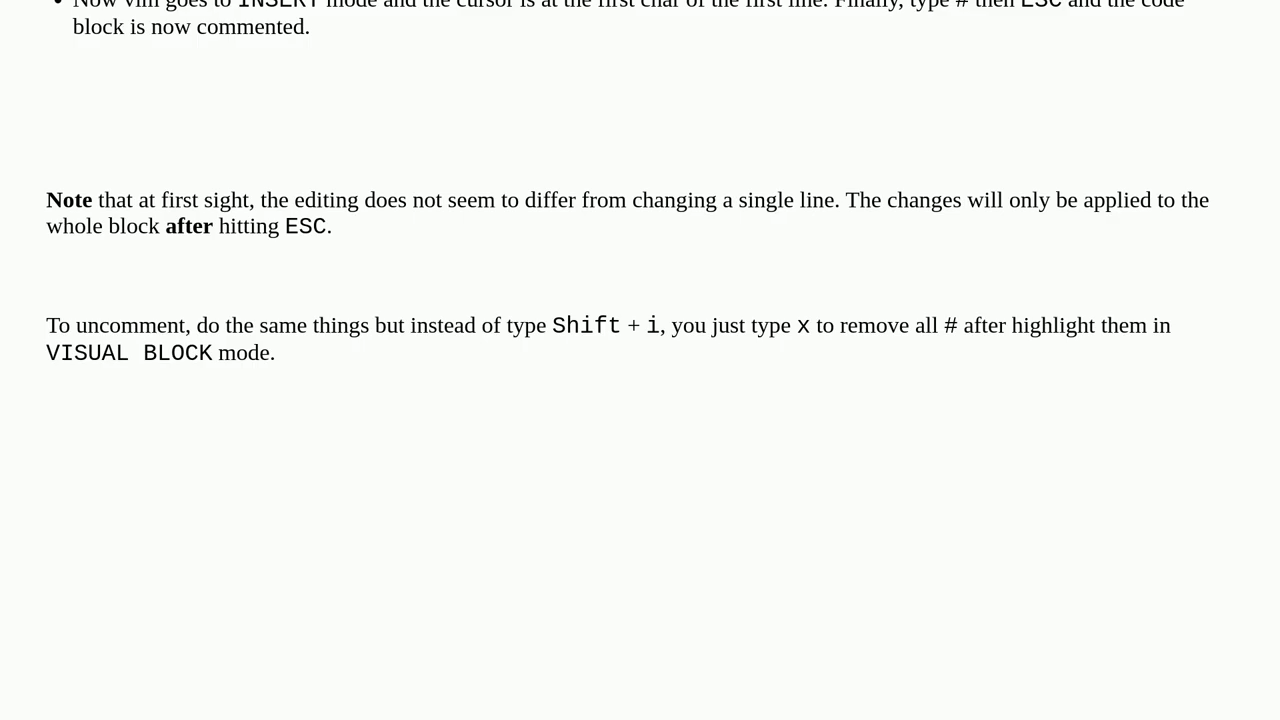 • Now vim goes to INSERT mode and the cursor is at the first char of the first line. Finally, type # then ESC and the code
block is now commented.
Note that at first sight, the editing does not seem to differ from changing a single line. The changes will only be applied to the
whole block after hitting ESC.
To uncomment, do the same things but instead of type Shift + i, you just type x to remove all # after highlight them in
VISUAL BLOCK mode.